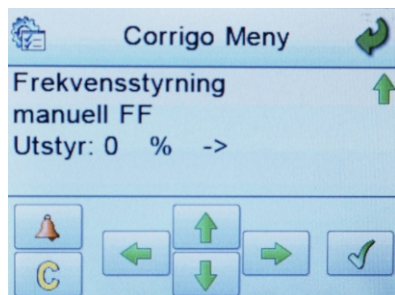 Corrigo Meny
Frekvensstyrning
manuell FF
Utstyr: 0 % ->
C